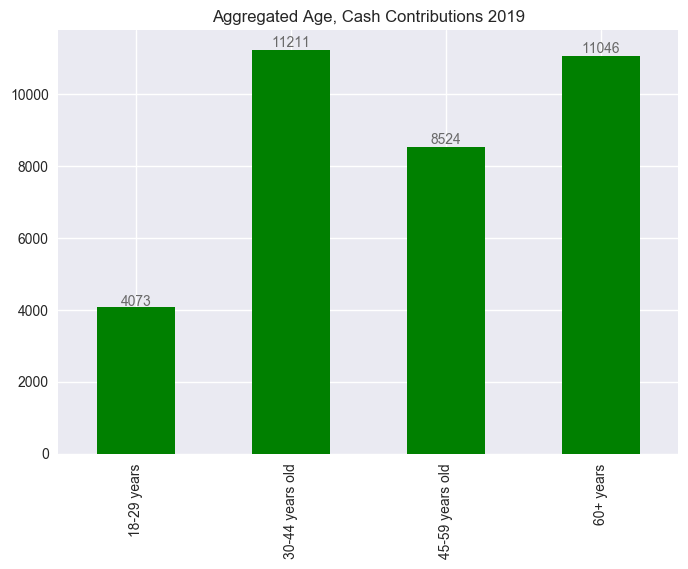 Aggregated Age, Cash Contributions 2019
11211
11046
10000
8524
8000
6000
4073
4000
2000
0
18-29 years
30-44 years old
45-59 years old
60+ years